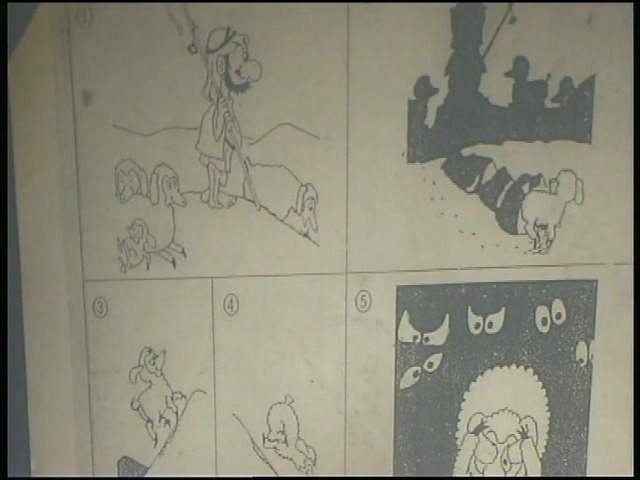 ①
③
④
⑤